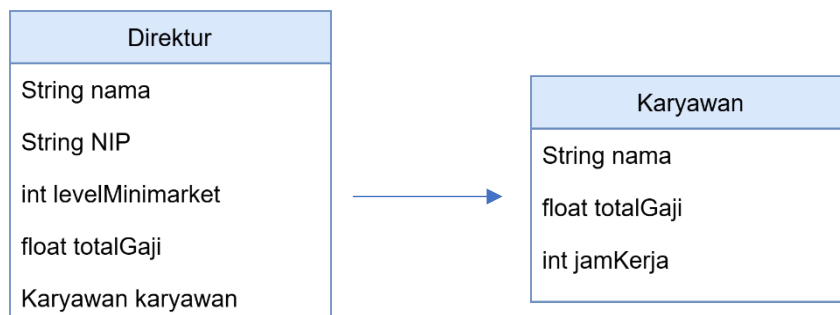 Direktur
String nama
String NIP
int levelMinimarket
float totalGaji
Karyawan karyawan
Karyawan
String nama
float totalGaji
int jamKerja